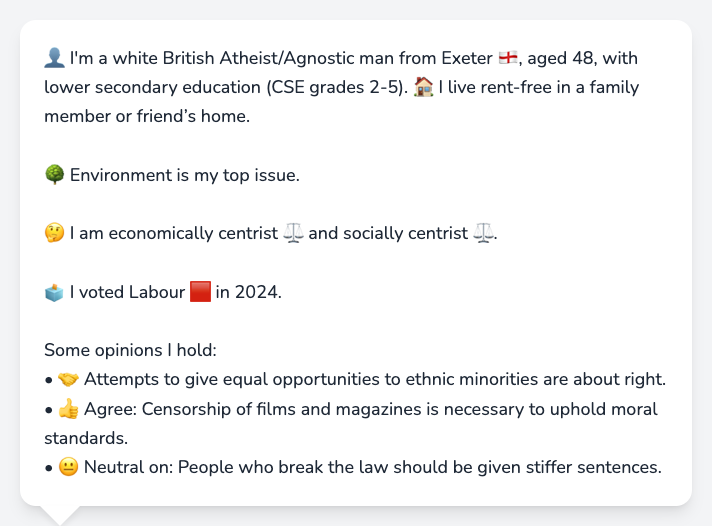 👤 I'm a white British Atheist/Agnostic man from Exeter 🏴󠁧󠁢󠁥󠁮󠁧󠁿, aged 48, with
lower secondary education (CSE grades 2-5). 🏠 I live rent-free in a family
member or friend’s home.
🌳 Environment is my top issue.
🤔 I am economically centrist ⚖️ and socially centrist ⚖️.
🗳️ I voted Labour 🟥 in 2024.
Some opinions I hold:
• 🤝 Attempts to give equal opportunities to ethnic minorities are about right.
• 👍 Agree: Censorship of films and magazines is necessary to uphold moral
standards.
• 😐 Neutral on: People who break the law should be given stiffer sentences.